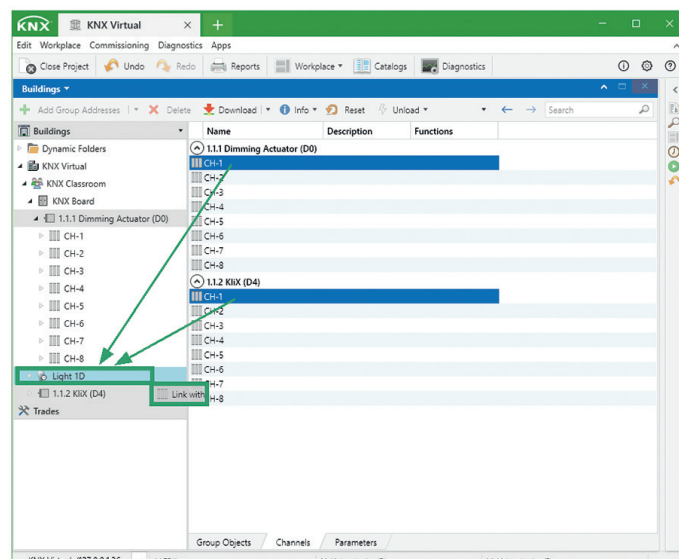 KNX KNX Virtual × +
Edit Workplace Commissioning Diagnostics Apps
Close Project Undo Redo Reports Workplace Catalogs Diagnostics
Buildings
Add Group Addresses Delete Download Info Reset Unload Search
Buildings
Name Description Functions
Dynamic Folders
KNX Virtual
KNX Classroom
KNX Board
1.1.1 Dimming Actuator (D0)
CH-1
CH-2
CH-3
CH-4
CH-5
CH-6
CH-7
CH-8
Light 1D
1.1.2 KliX (D4)
Trades
1.1.1 Dimming Actuator (D0)
CH-1
CH-2
CH-3
CH-4
CH-5
CH-6
CH-7
CH-8
1.1.2 KliX (D4)
CH-1
CH-2
CH-3
CH-4
CH-5
CH-6
CH-7
CH-8
Link with
Group Objects Channels Parameters